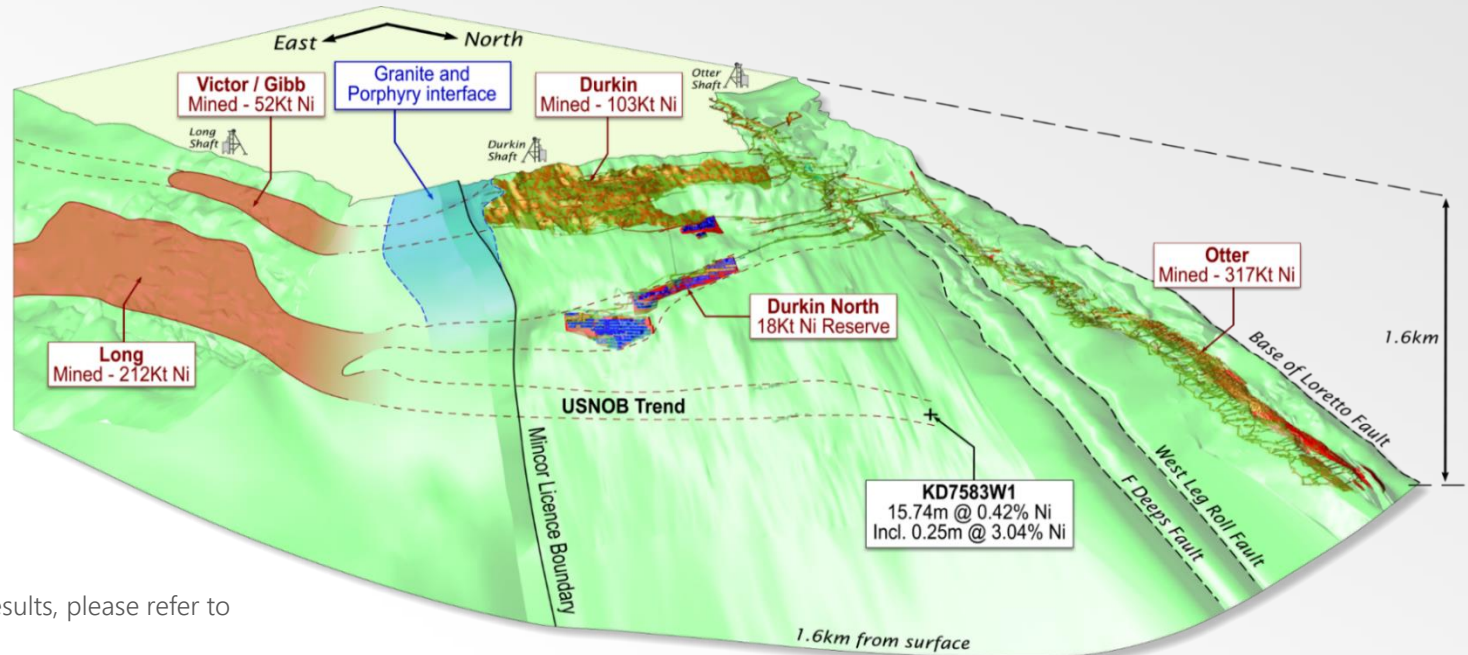 East
North
Victor / Gibb
Mined - 52Kt Ni
Granite and
Porphyry interface
Durkin
Mined - 103Kt Ni
Otter
Shaft
Long
Shaft
Durkin
Shaft
Otter
Mined - 317Kt Ni
1.6km
Durkin North
18Kt Ni Reserve
Long
Mined - 212Kt Ni
Base of Loretto Fault
USNOB Trend
Mincor Licence Boundary
KD7583W1
15.74m @ 0.42% Ni
Incl. 0.25m @ 3.04% Ni
F Deeps Fault
West Leg Roll Fault
esults, please refer to
1.6km from surface